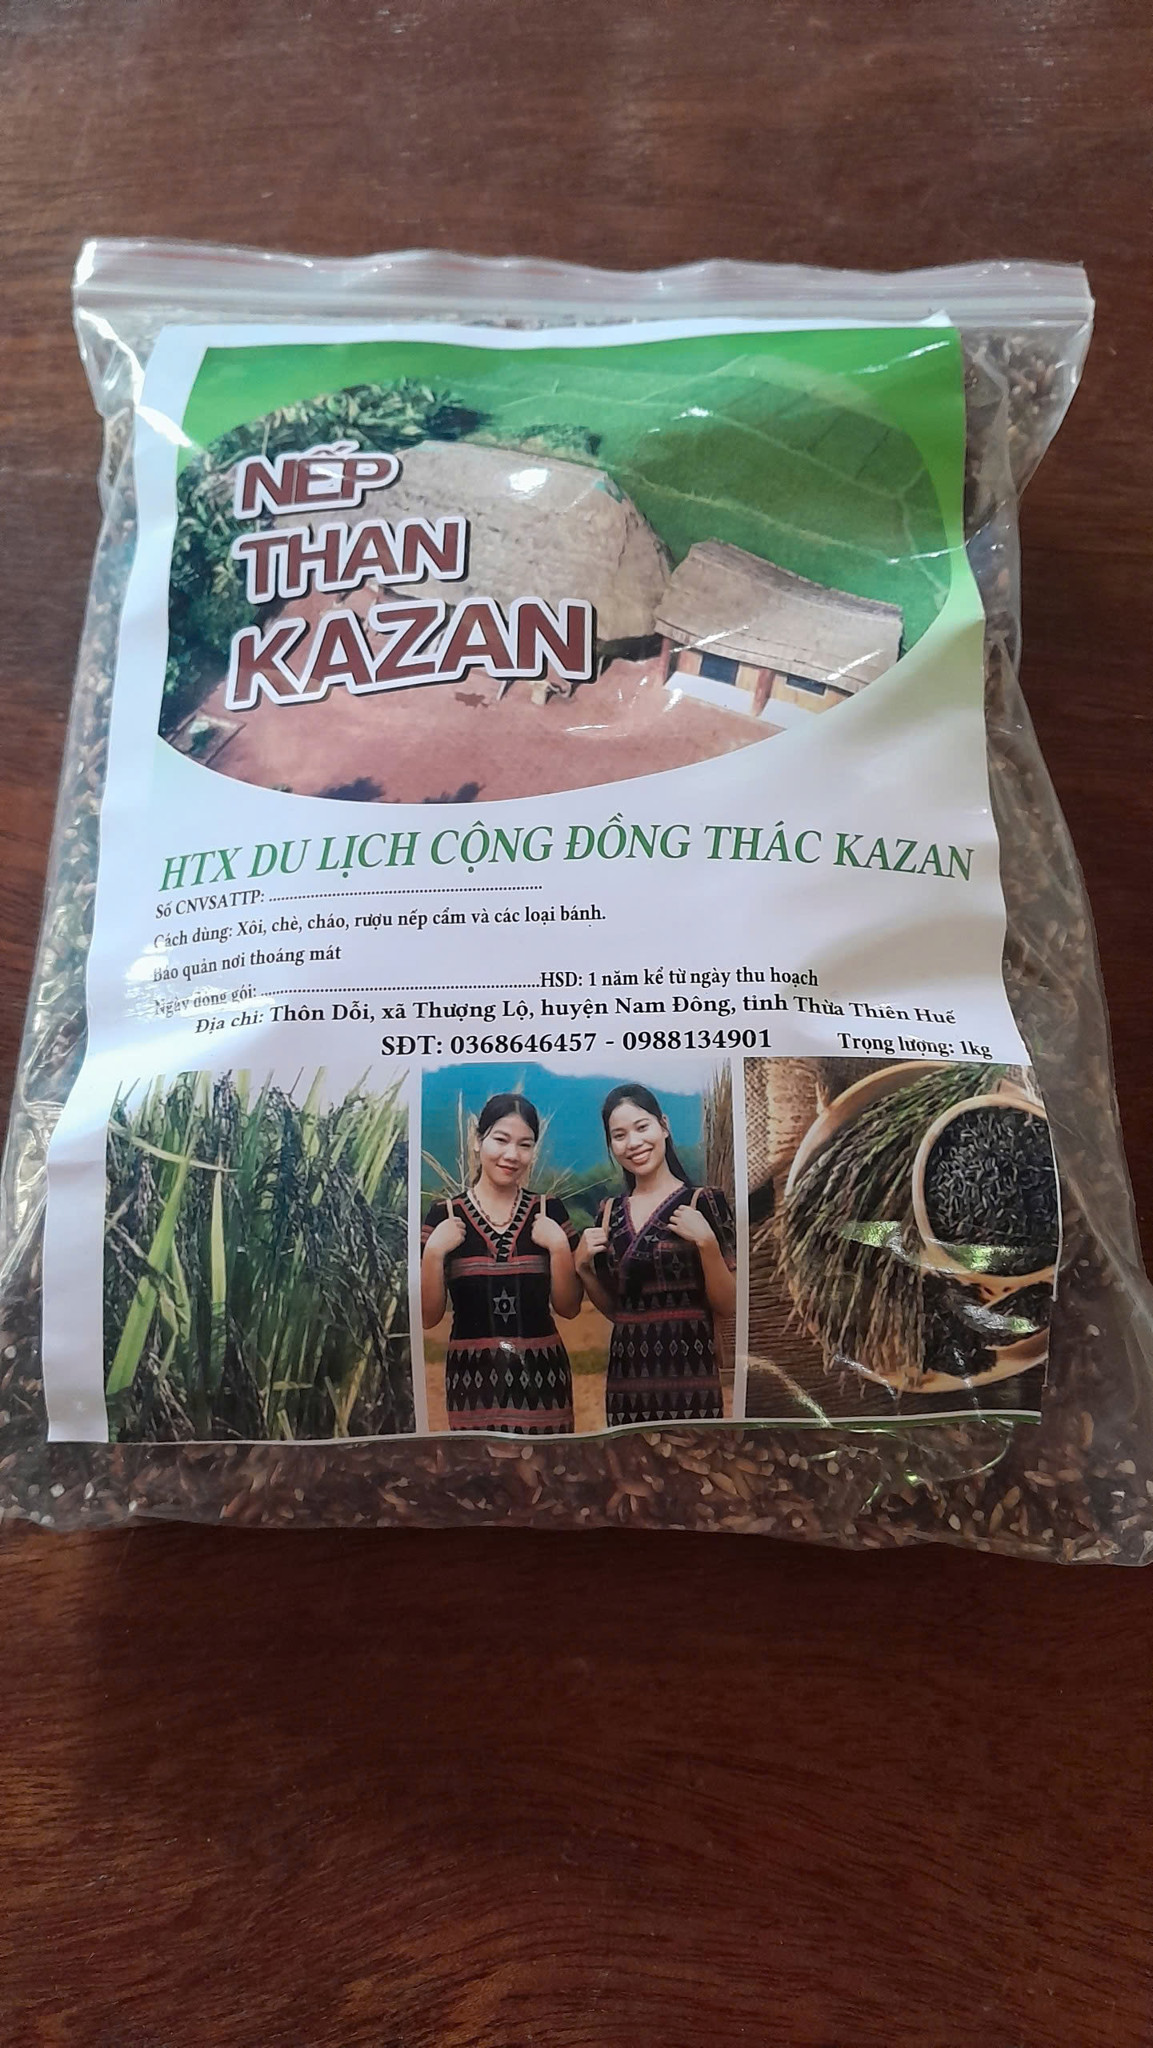 NẾP
THAN
KAZAN
HTX DU LỊCH CỘNG ĐỒNG THÁC KAZAN
Số CNVSATTP: ....................................................................
Cách dùng: Xôi, chè, cháo, rượu nếp cẩm và các loại bánh.
Bảo quản nơi thoáng mát
Ngày đóng gói: ....................................................................HSD: 1 năm kể từ ngày thu hoạch
Địa chỉ: Thôn Dỗi, xã Thượng Lộ, huyện Nam Đông, tỉnh Thừa Thiên Huế
SĐT: 0368646457 - 0988134901 Trọng lượng: 1kg